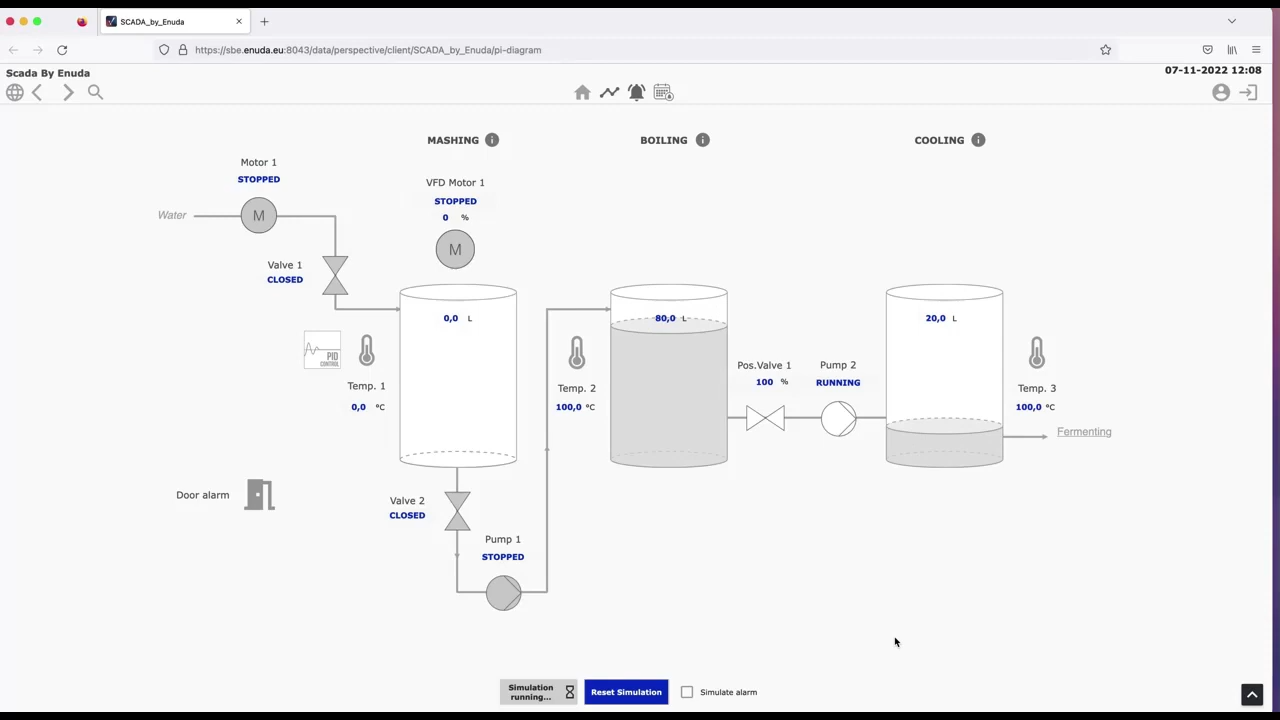 SCADA_by_Enuda
https://sbe.enuda.eu:8043/data/perspective/client/SCADA_by_Enuda/pi-diagram
Scada By Enuda
07-11-2022 12:08
MASHING
BOILING
COOLING
Motor 1
STOPPED
M
Water
VFD Motor 1
STOPPED
0 %
M
Valve 1
CLOSED
0,0 L
80,0 L
20,0 L
PID
CONTROL
Temp. 1
0,0 °C
Temp. 2
100,0 °C
Pos.Valve 1
100 %
Pump 2
RUNNING
Temp. 3
100,0 °C
Fermenting
Door alarm
Valve 2
CLOSED
Pump 1
STOPPED
Simulation
running...
Reset Simulation
Simulate alarm